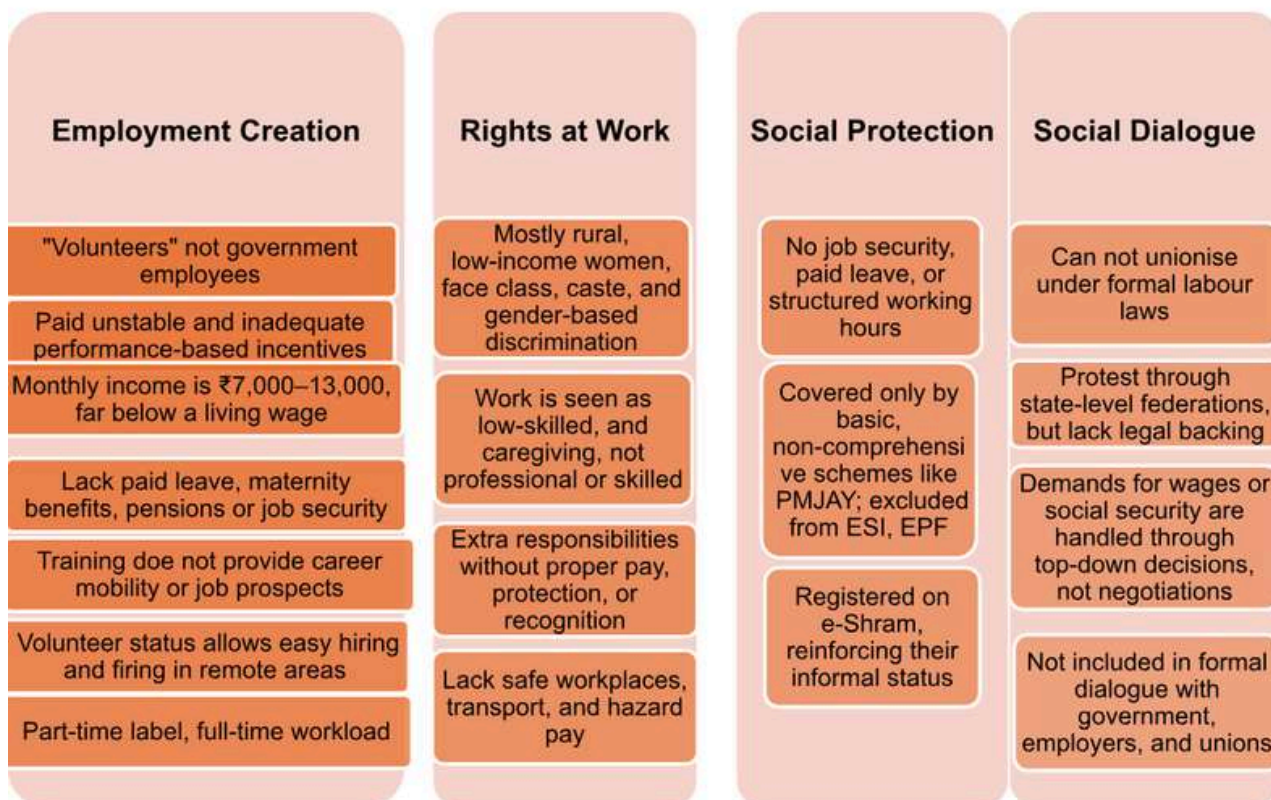 Employment Creation
"Volunteers" not government
employees
Paid unstable and inadequate
performance-based incentives
Monthly income is ₹7,000–13,000,
far below a living wage
Lack paid leave, maternity
benefits, pensions or job security
Training doe not provide career
mobility or job prospects
Volunteer status allows easy hiring
and firing in remote areas
Part-time label, full-time workload
Rights at Work
Mostly rural,
low-income women,
face class, caste, and
gender-based
discrimination
Work is seen as
low-skilled, and
caregiving, not
professional or skilled
Extra responsibilities
without proper pay,
protection, or
recognition
Lack safe workplaces,
transport, and hazard
pay
Social Protection
No job security,
paid leave, or
structured working
hours
Covered only by
basic,
non-comprehensi
ve schemes like
PMJAY; excluded
from ESI, EPF
Registered on
e-Shram,
reinforcing their
informal status
Social Dialogue
Can not unionise
under formal labour
laws
Protest through
state-level federations,
but lack legal backing
Demands for wages or
social security are
handled through
top-down decisions,
not negotiations
Not included in formal
dialogue with
government,
employers, and unions